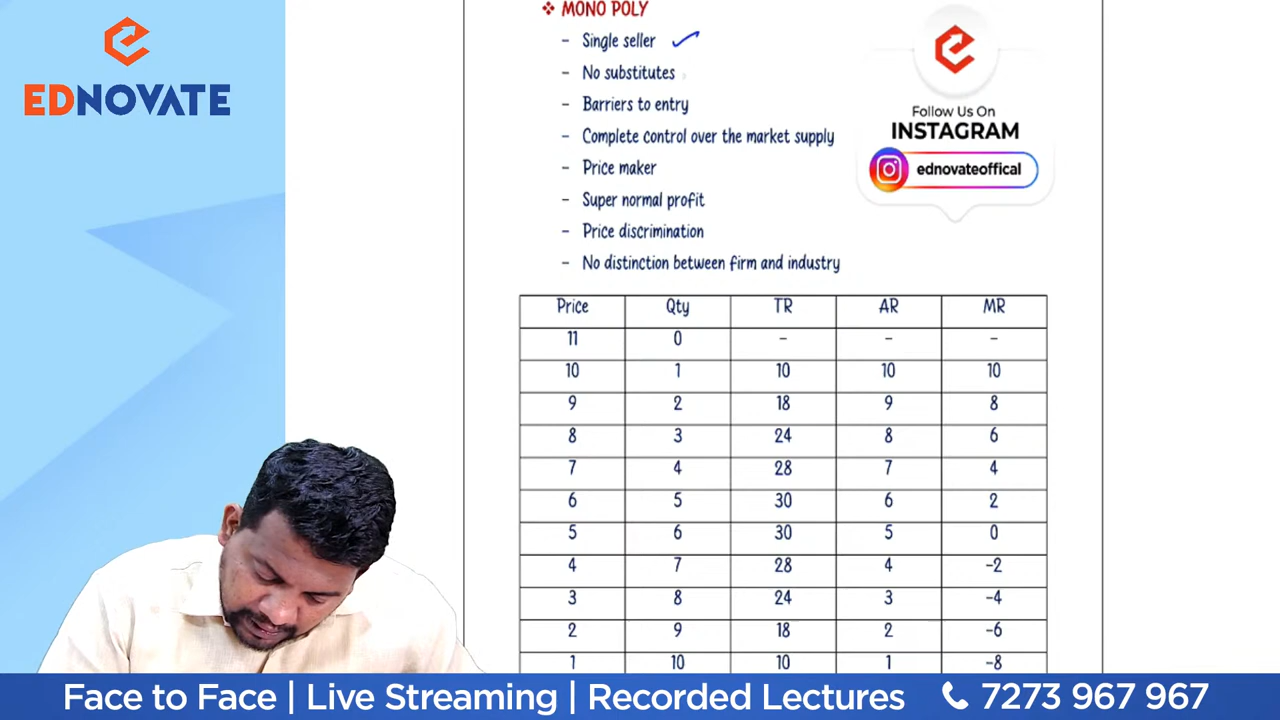 EDNOVATE
❖ MONO POLY
– Single seller
– No substitutes
– Barriers to entry
– Complete control over the market supply
– Price maker
– Super normal profit
– Price discrimination
– No distinction between firm and industry
Follow Us On
INSTAGRAM
ednovateoffical
Price Qty TR AR MR
11 0 – – –
10 1 10 10 10
9 2 18 9 8
8 3 24 8 6
7 4 28 7 4
6 5 30 6 2
5 6 30 5 0
4 7 28 4 -2
3 8 24 3 -4
2 9 18 2 -6
1 10 10 1 -8
Face to Face | Live Streaming | Recorded Lectures 7273 967 967